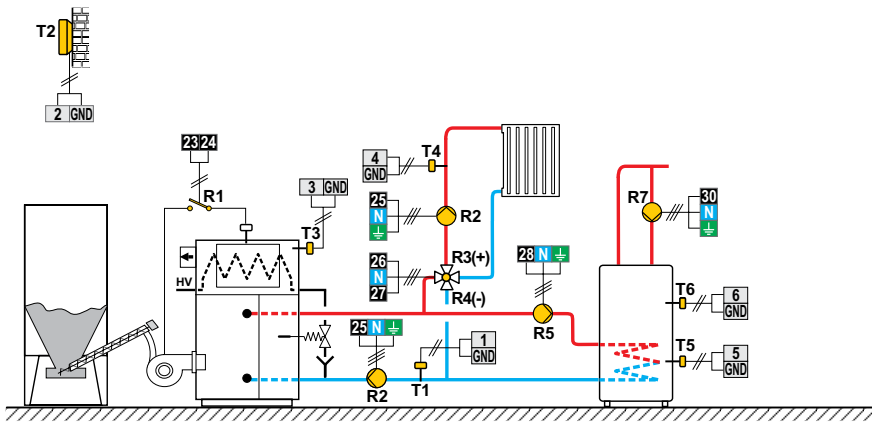 T2
2 GND
23 24
R1
3 GND
T3
HV
4
GND
T4
25
N
R2
26
N
27
R3(+)
R4(-)
28 N
R5
25 N
R2
1
GND
T1
R7
30
N
T6
6
GND
T5
5
GND